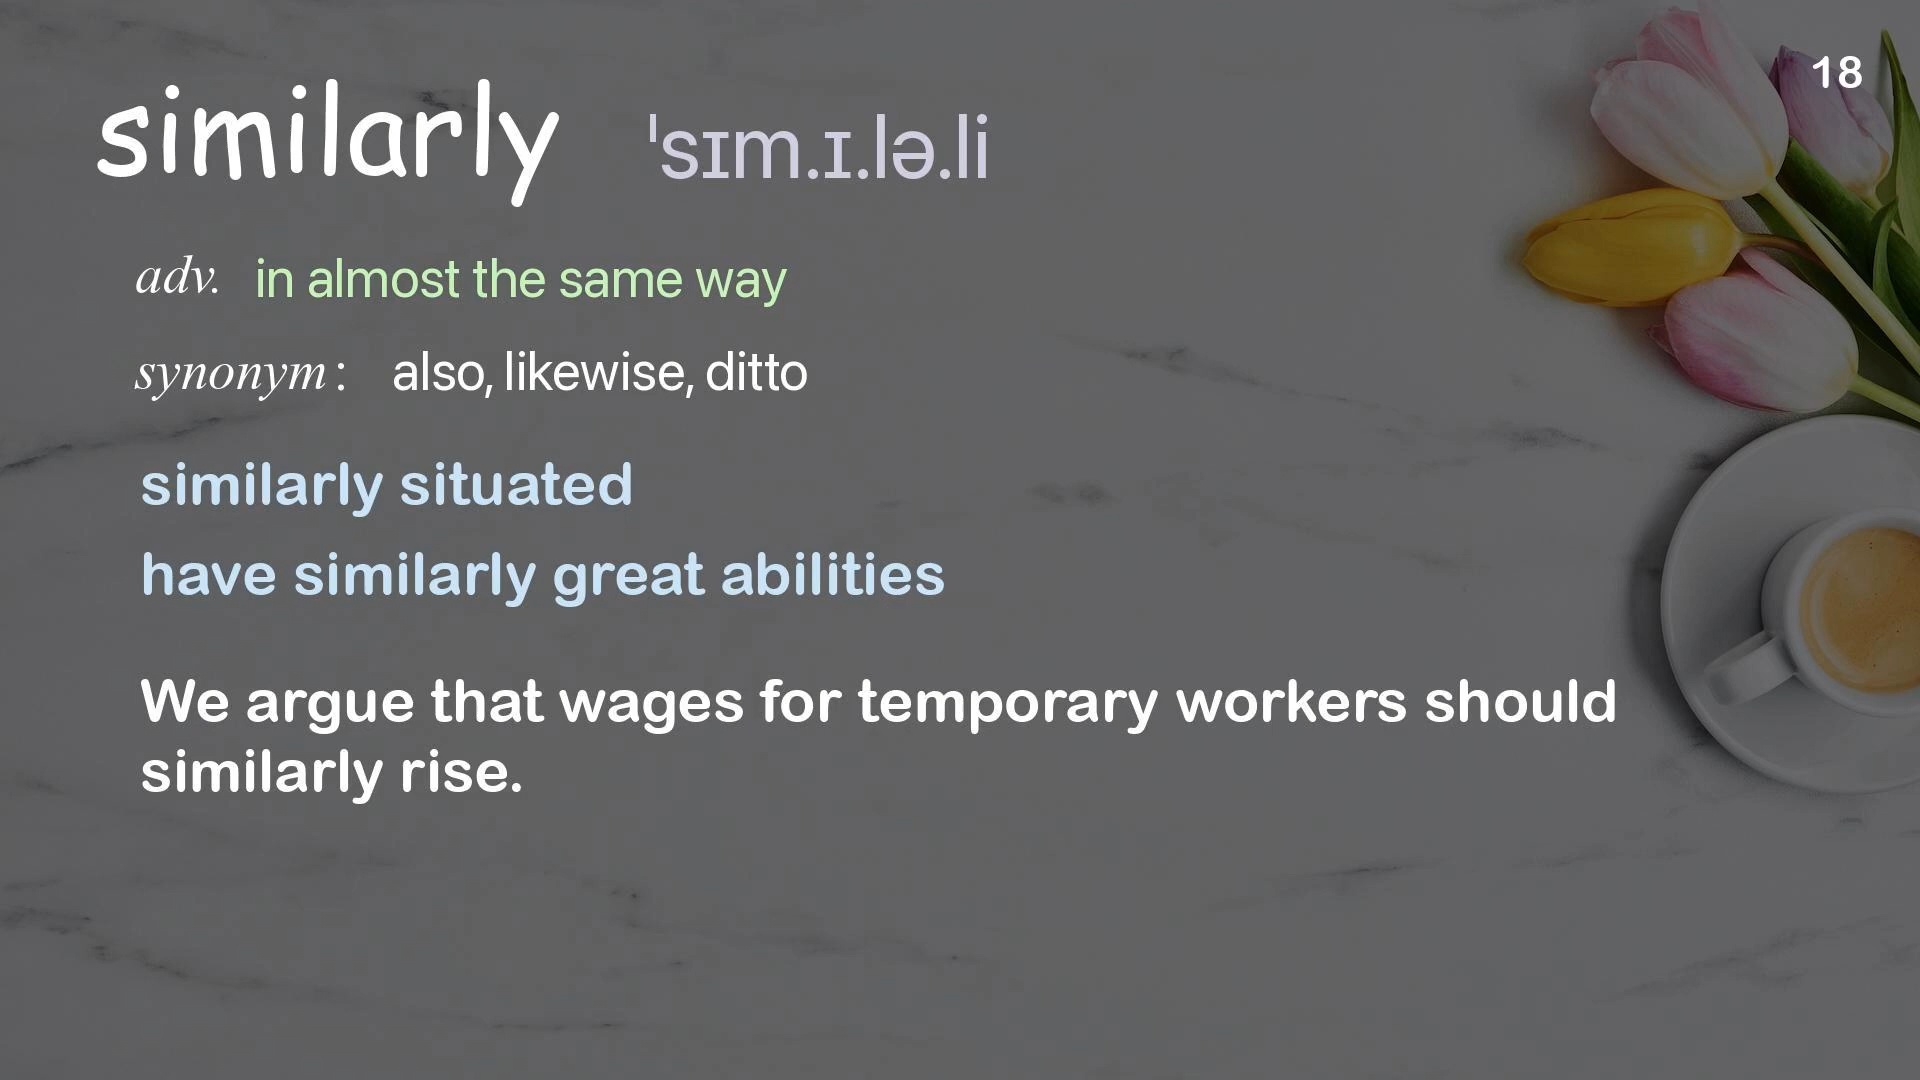 18
similarly ˈsɪm.ɪ.lə.li
adv. in almost the same way
synonym: also, likewise, ditto
similarly situated
have similarly great abilities
We argue that wages for temporary workers should
similarly rise.